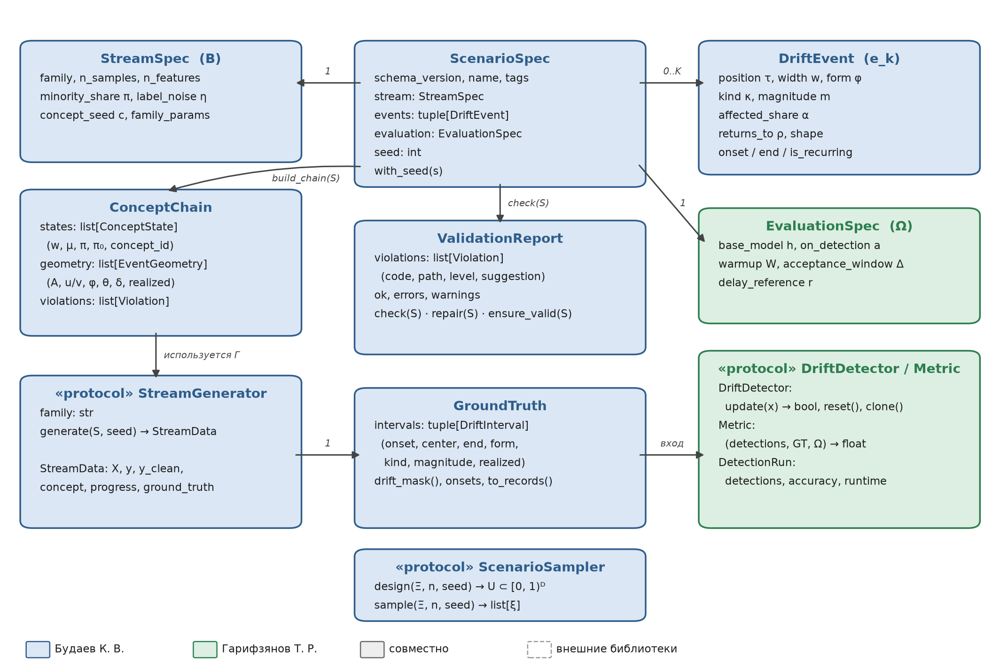 StreamSpec (B)
family, n_samples, n_features
minority_share π, label_noise η
concept_seed c, family_params
1
ScenarioSpec
schema_version, name, tags
stream: StreamSpec
events: tuple[DriftEvent]
evaluation: EvaluationSpec
seed: int
with_seed(s)
0..K
DriftEvent (e_k)
position τ, width w, form φ
kind κ, magnitude m
affected_share α
returns_to ρ, shape
onset / end / is_recurring
build_chain(S)
check(S)
1
ConceptChain
states: list[ConceptState]
(w, μ, π, π₀, concept_id)
geometry: list[EventGeometry]
(A, u/v, φ, θ, δ, realized)
violations: list[Violation]
ValidationReport
violations: list[Violation]
(code, path, level, suggestion)
ok, errors, warnings
check(S) · repair(S) · ensure_valid(S)
EvaluationSpec (Ω)
base_model h, on_detection a
warmup W, acceptance_window Δ
delay_reference r
используется Γ
«protocol» StreamGenerator
family: str
generate(S, seed) → StreamData
StreamData: X, y, y_clean,
concept, progress, ground_truth
1
GroundTruth
intervals: tuple[DriftInterval]
(onset, center, end, form,
kind, magnitude, realized)
drift_mask(), onsets, to_records()
вход
«protocol» DriftDetector / Metric
DriftDetector:
update(x) → bool, reset(), clone()
Metric:
(detections, GT, Ω) → float
DetectionRun:
detections, accuracy, runtime
«protocol» ScenarioSampler
design(Ξ, n, seed) → U ⊂ [0, 1)ᴰ
sample(Ξ, n, seed) → list[ξ]
Будаев К. В.
Гарифзянов Т. Р.
совместно
внешние библиотеки